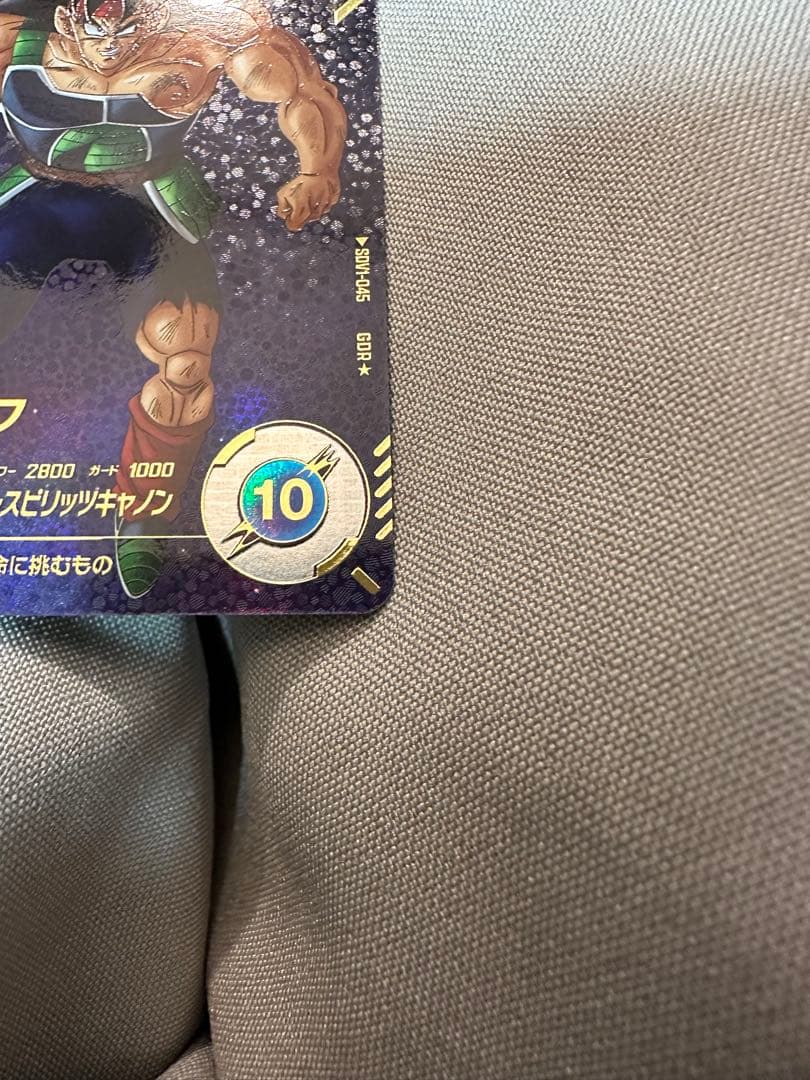 SDV1-045 GDR★
フ
ワー 2800 ガード 1000
スピリッツキャノン
命に挑むもの
10